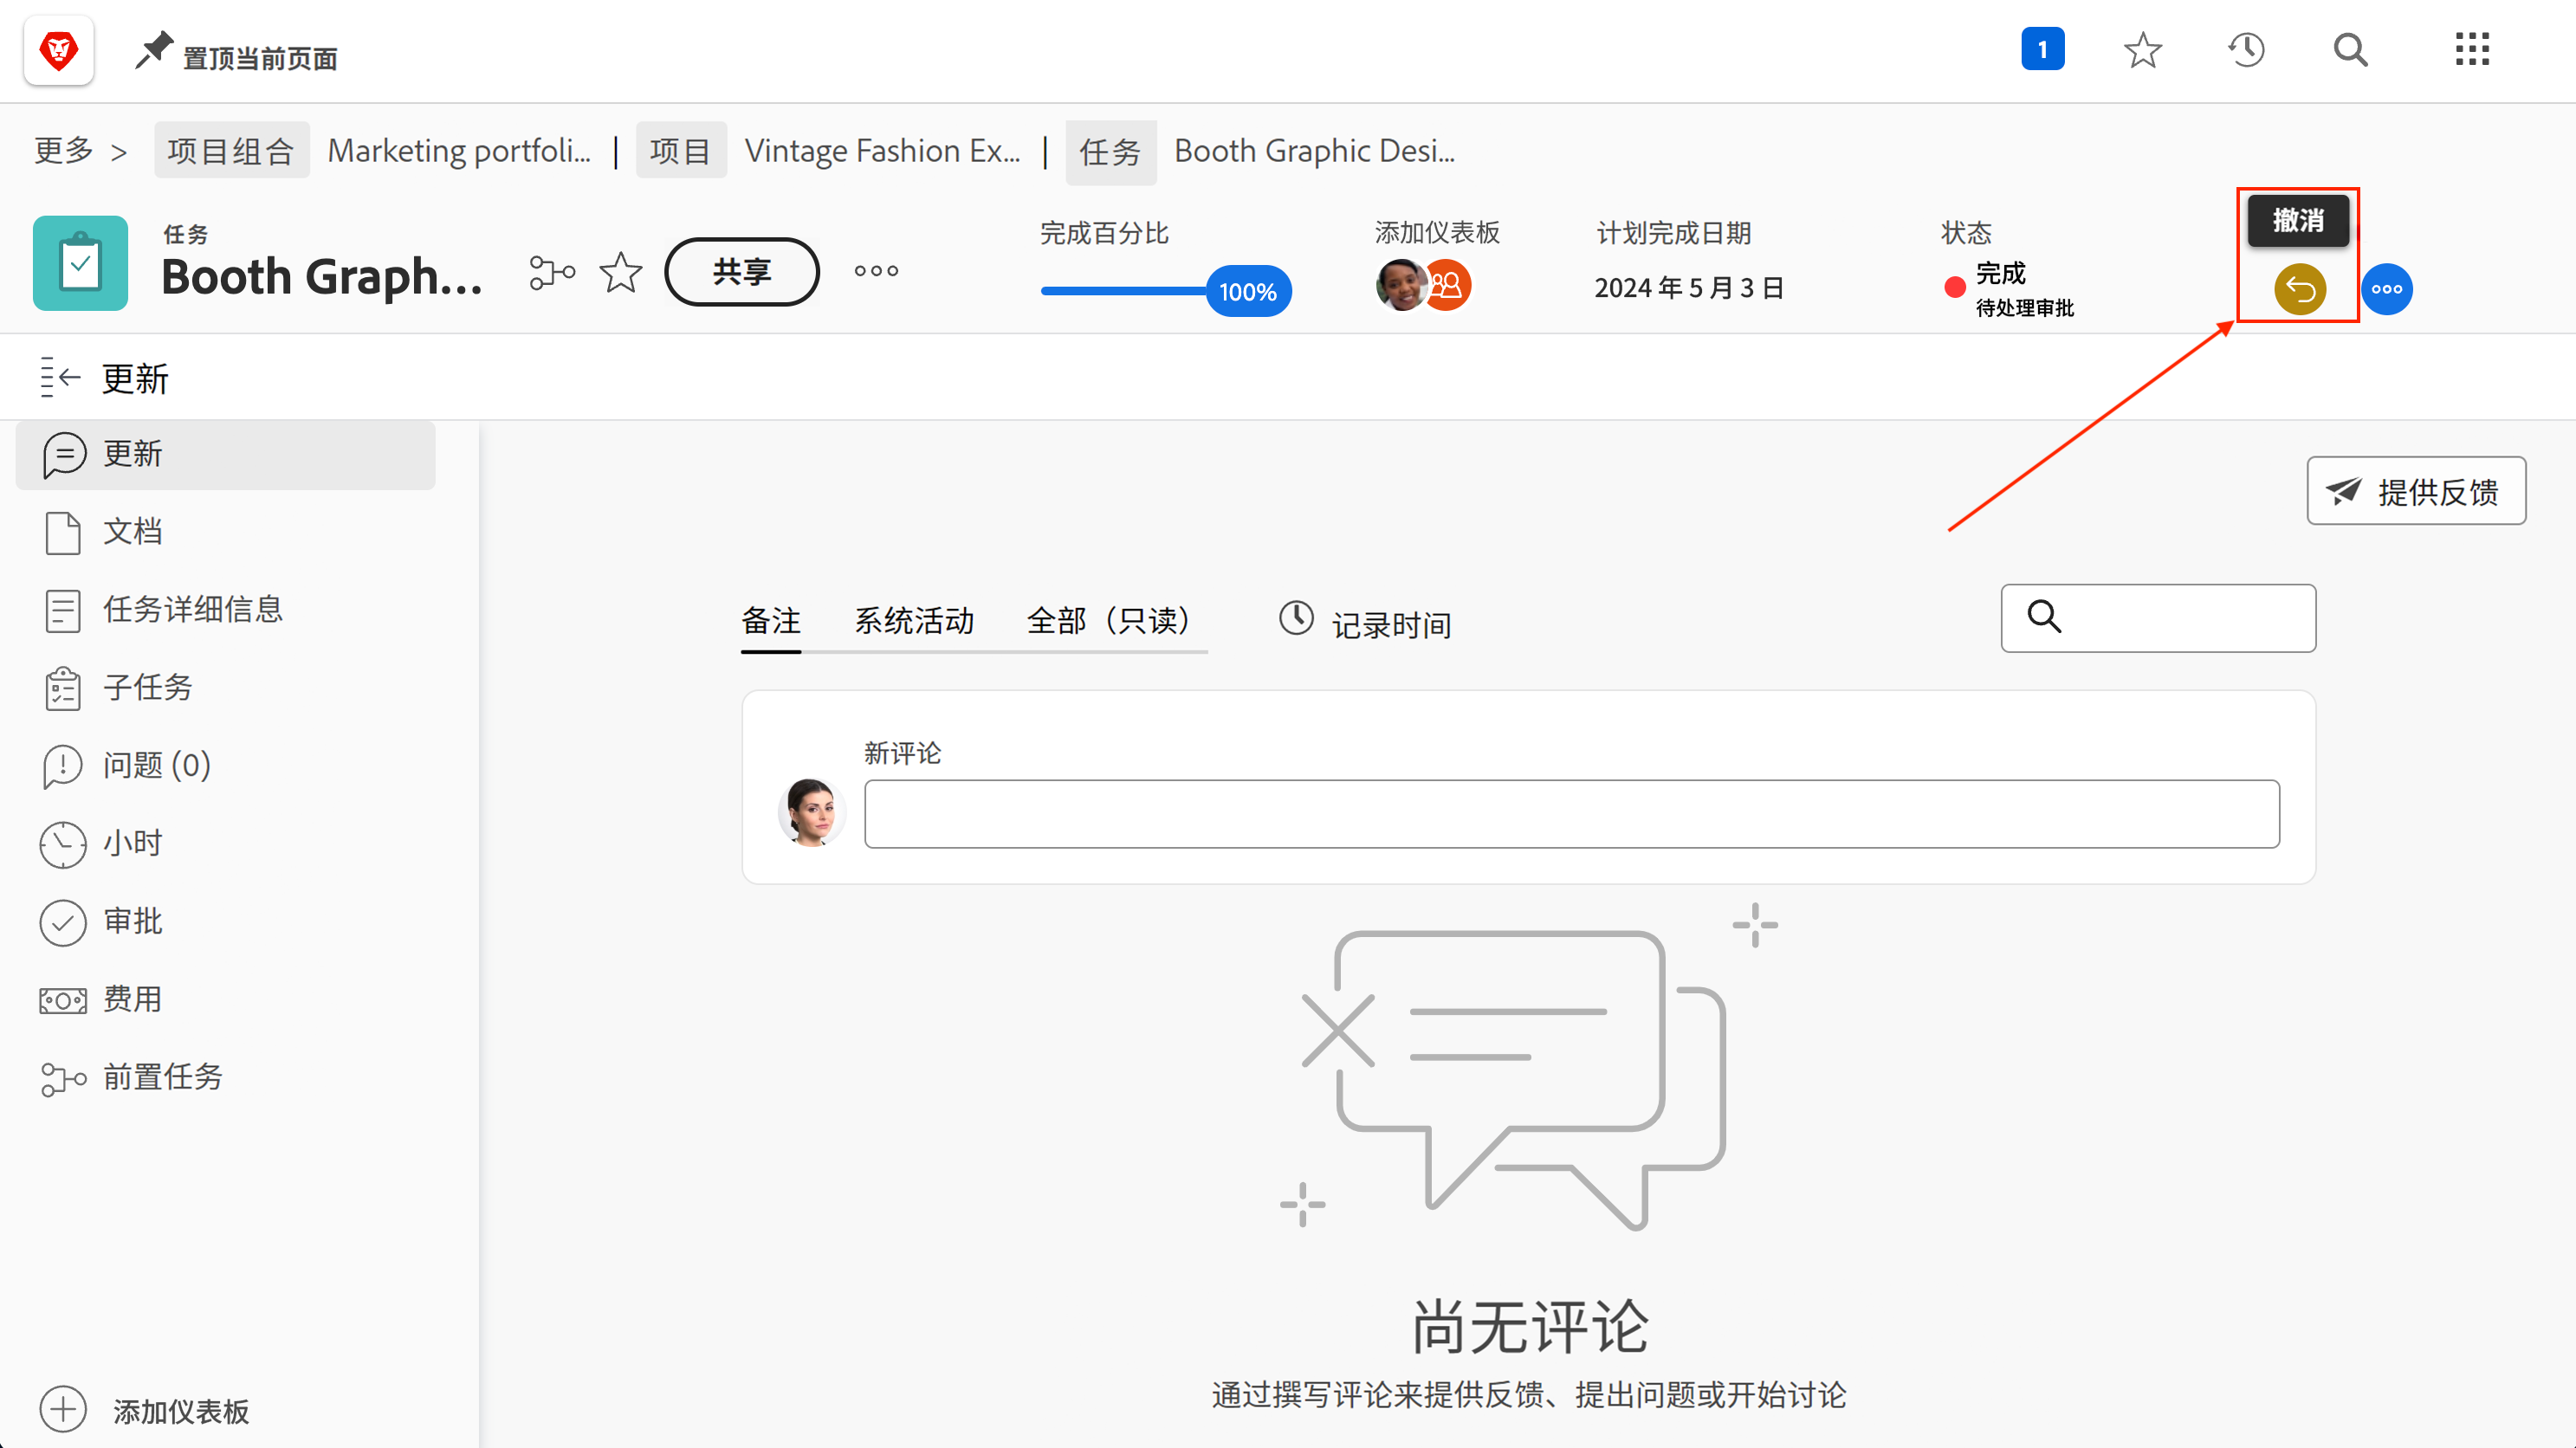 置顶当前页面
1
更多 > 项目组合 Marketing portfoli... | 项目 Vintage Fashion Ex... | 任务 Booth Graphic Desi...
任务
Booth Graph...
共享
完成百分比
100%
添加仪表板
计划完成日期
2024 年 5 月 3 日
状态
完成
待处理审批
撤消
更新
更新
文档
任务详细信息
子任务
问题 (0)
小时
审批
费用
前置任务
添加仪表板
提供反馈
备注 系统活动 全部（只读） 记录时间
新评论
尚无评论
通过撰写评论来提供反馈、提出问题或开始讨论